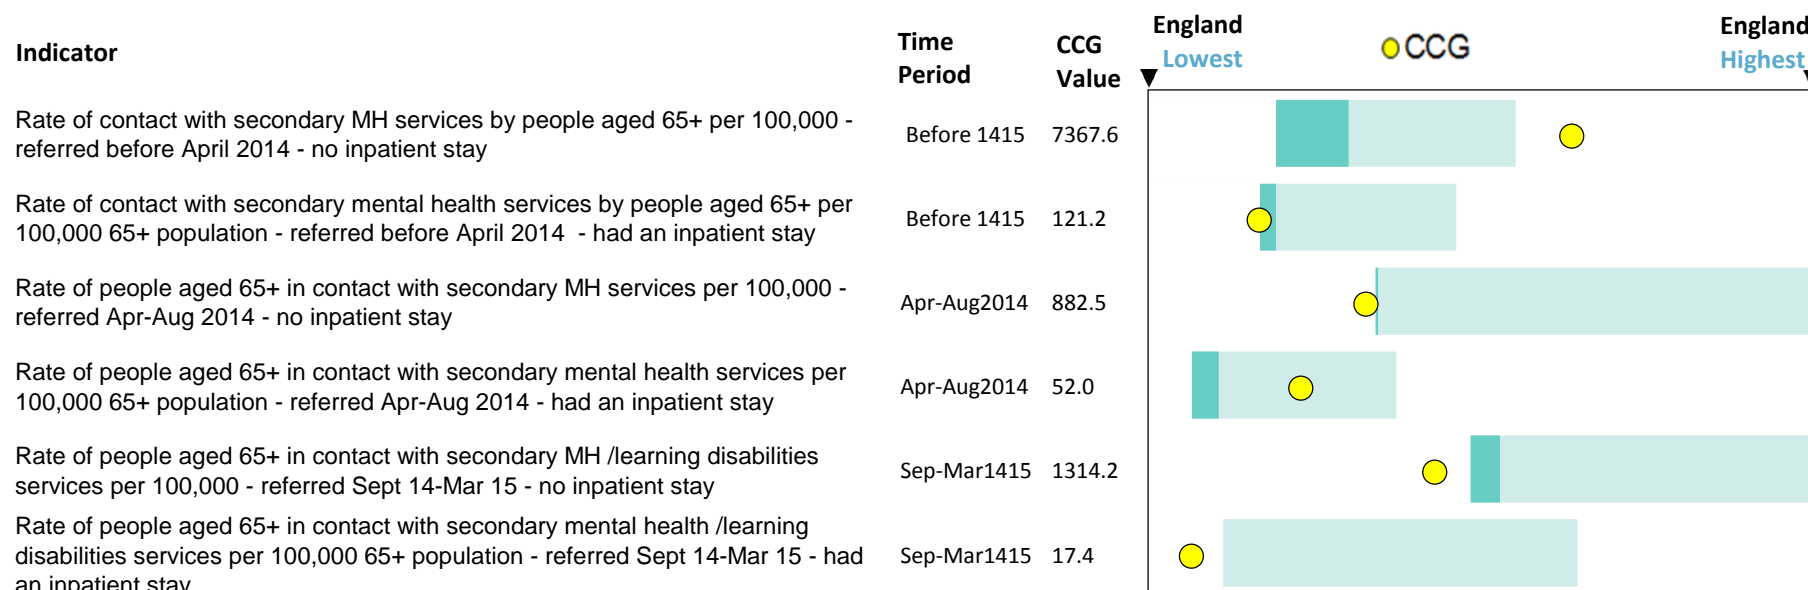 Indicator
Time Period
CCG Value
England Lowest
CCG
England Highest
Rate of contact with secondary MH services by people aged 65+ per 100,000 -
referred before April 2014 - no inpatient stay
Before 1415 7367.6
Rate of contact with secondary mental health services by people aged 65+ per
100,000 65+ population - referred before April 2014 - had an inpatient stay
Before 1415 121.2
Rate of people aged 65+ in contact with secondary MH services per 100,000 -
referred Apr-Aug 2014 - no inpatient stay
Apr-Aug2014 882.5
Rate of people aged 65+ in contact with secondary mental health services per
100,000 65+ population - referred Apr-Aug 2014 - had an inpatient stay
Apr-Aug2014 52.0
Rate of people aged 65+ in contact with secondary MH /learning disabilities
services per 100,000 - referred Sept 14-Mar 15 - no inpatient stay
Sep-Mar1415 1314.2
Rate of people aged 65+ in contact with secondary mental health /learning
disabilities services per 100,000 65+ population - referred Sept 14-Mar 15 - had
an inpatient stay
Sep-Mar1415 17.4